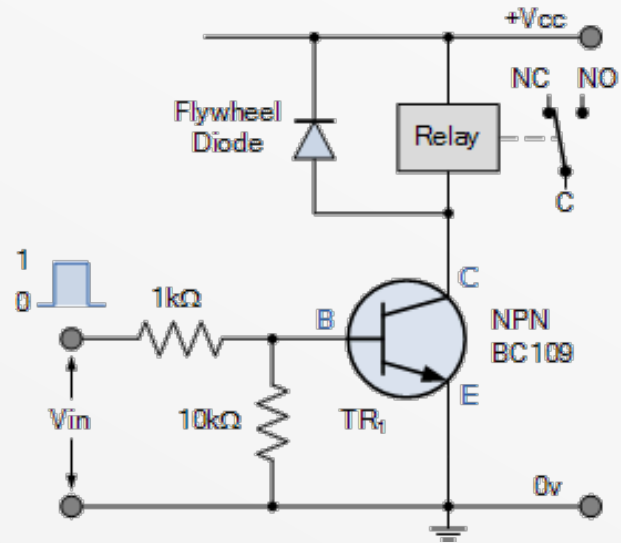 +Vcc
NC NO
Flywheel
Diode
Relay
C
1
0
1kΩ
B
C
NPN
BC109
E
Vin
10kΩ
TR₁
0v